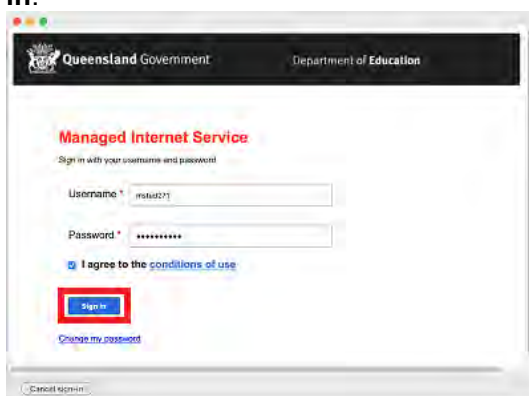 in.
Queensland Government
Department of Education
Managed Internet Service
Sign in with your username and password
Username *
Password * ••••••••••
I agree to the conditions of use
Sign in
Change my password
Cancel sign-in